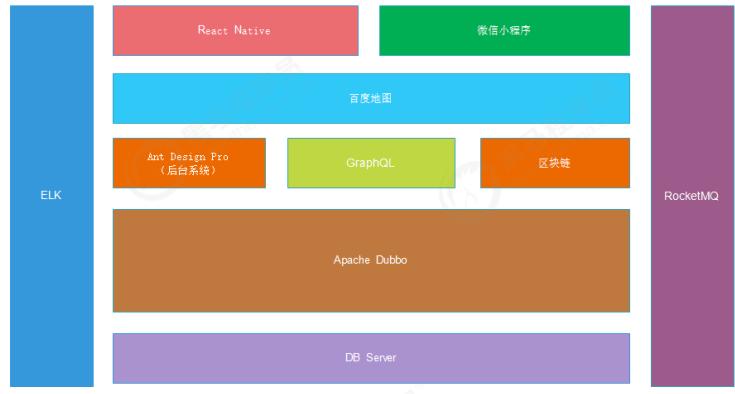 React Native
微信小程序
百度地图
Ant Design Pro
（后台系统）
GraphQL
区块链
ELK
RocketMQ
Apache Dubbo
DB Server